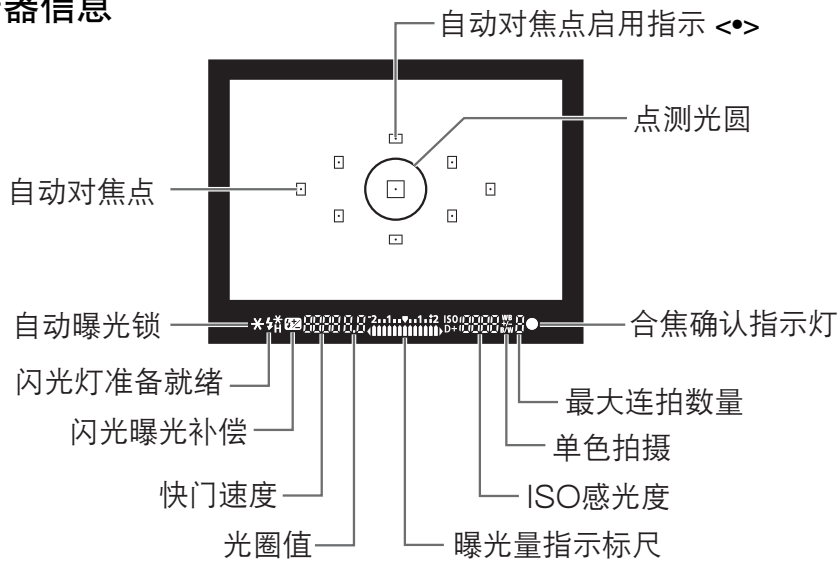 器信息
自动对焦点启用指示 <•>
点测光圆
自动对焦点
自动曝光锁
合焦确认指示灯
闪光灯准备就绪
最大连拍数量
闪光曝光补偿
单色拍摄
快门速度
ISO感光度
光圈值
曝光量指示标尺